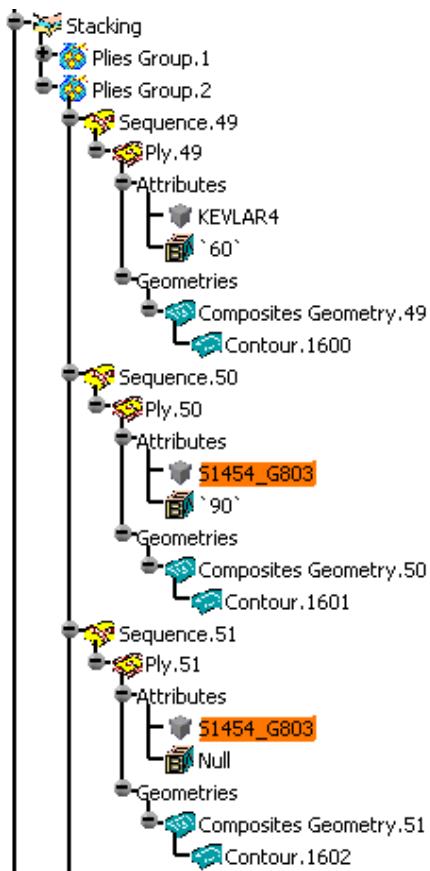 Stacking
Plies Group.1
Plies Group.2
Sequence.49
Ply.49
Attributes
KEVLAR4
`60`
Geometries
Composites Geometry.49
Contour.1600
Sequence.50
Ply.50
Attributes
S1454_G803
`90`
Geometries
Composites Geometry.50
Contour.1601
Sequence.51
Ply.51
Attributes
S1454_G803
Null
Geometries
Composites Geometry.51
Contour.1602